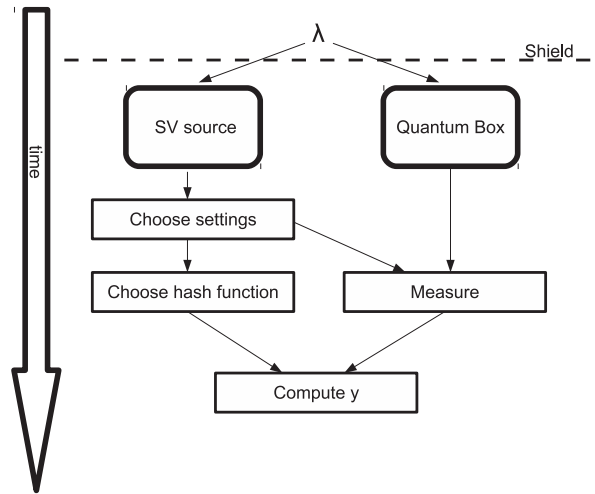 λ
Shield
SV source
Quantum Box
time
Choose settings
Choose hash function
Measure
Compute y